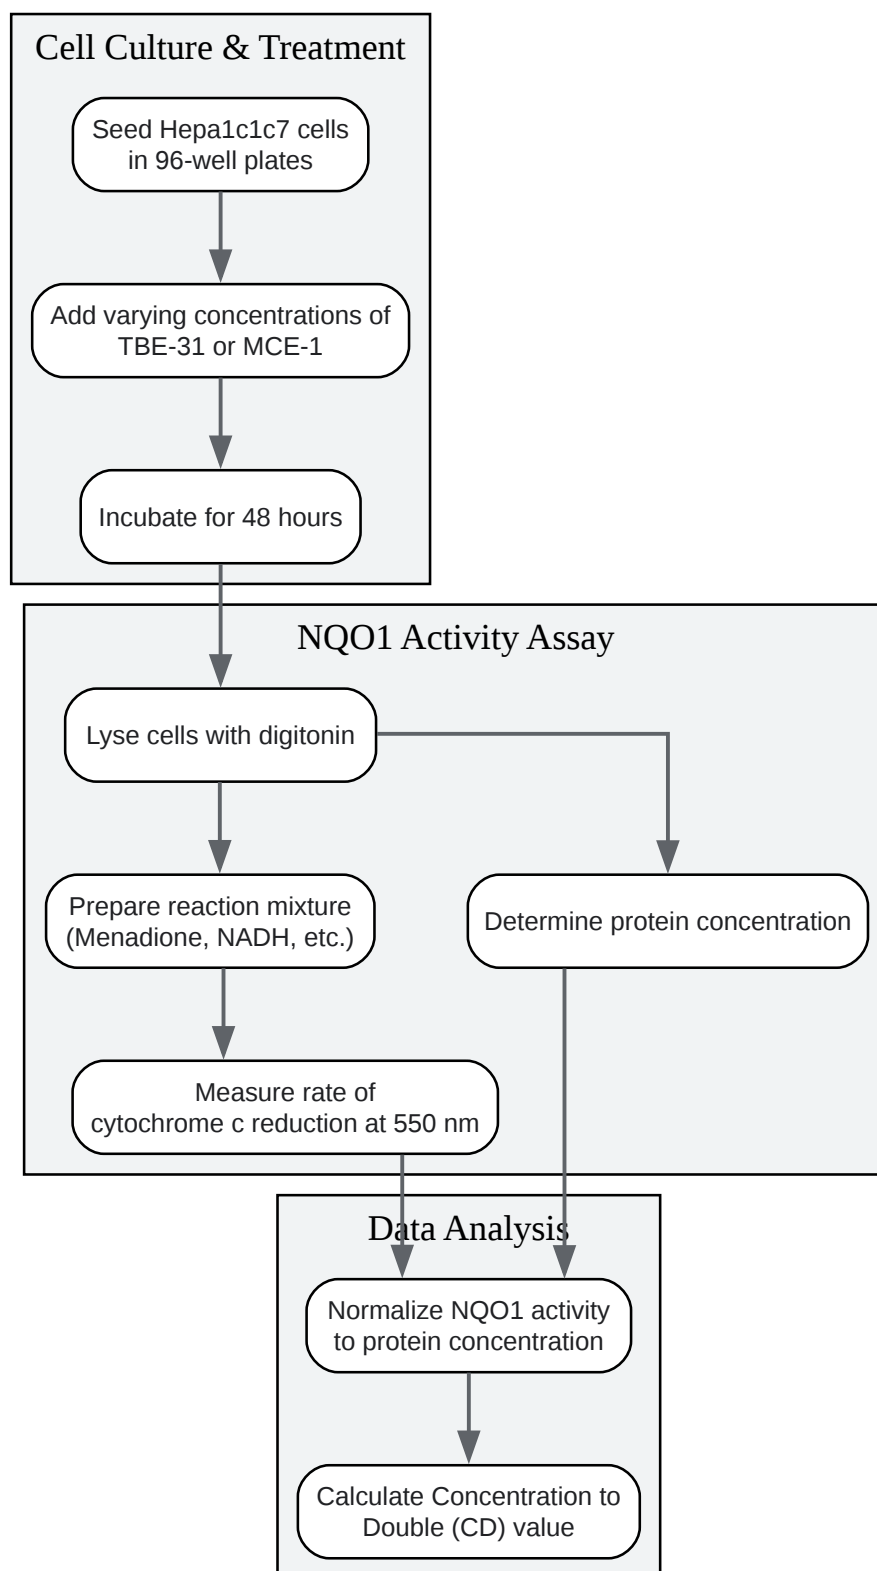 Cell Culture & Treatment
Seed Hepa1c1c7 cells
in 96-well plates
Add varying concentrations of
TBE-31 or MCE-1
Incubate for 48 hours
NQO1 Activity Assay
Lyse cells with digitonin
Prepare reaction mixture
(Menadione, NADH, etc.)
Determine protein concentration
Measure rate of
cytochrome c reduction at 550 nm
Data Analysis
Normalize NQO1 activity
to protein concentration
Calculate Concentration to
Double (CD) value